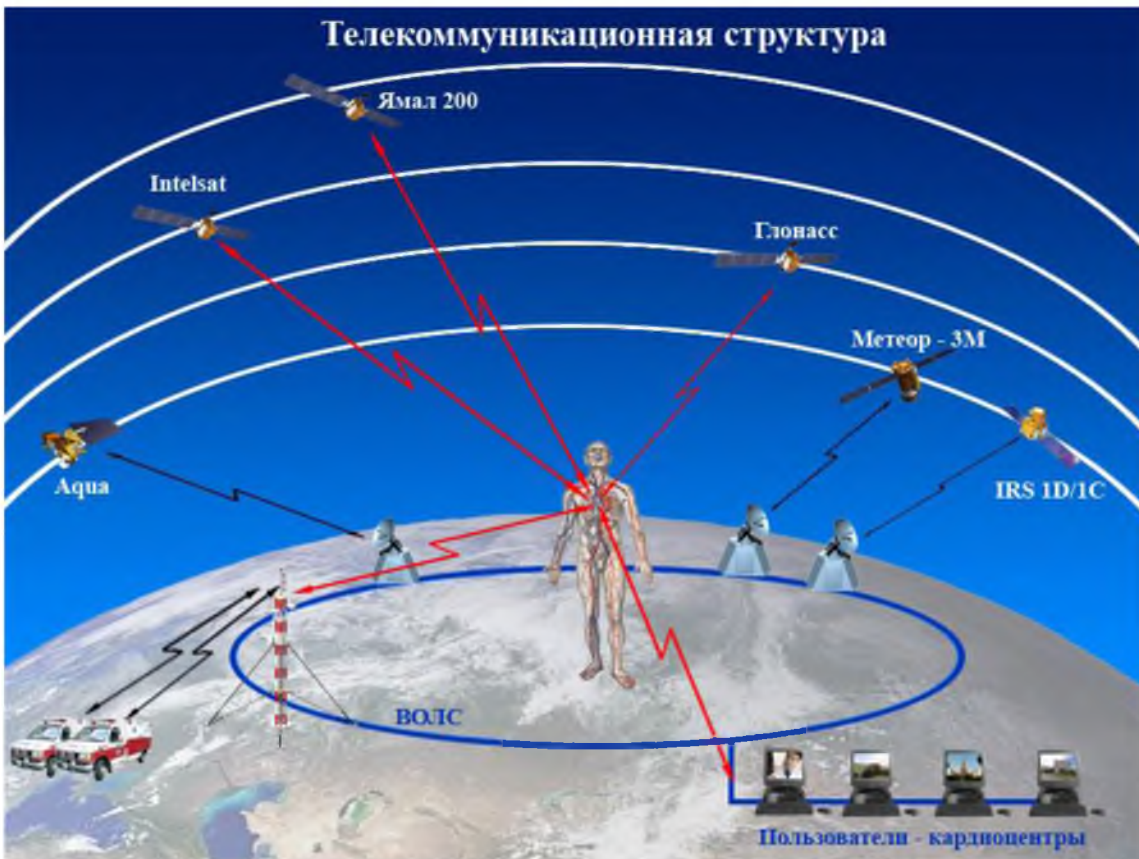 Телекоммуникационная структура
Ямал 200
Intelsat
Глонасс
Метеор - 3М
Aqua
IRS 1D/1C
ВОЛС
Пользователи - кардиоцентры